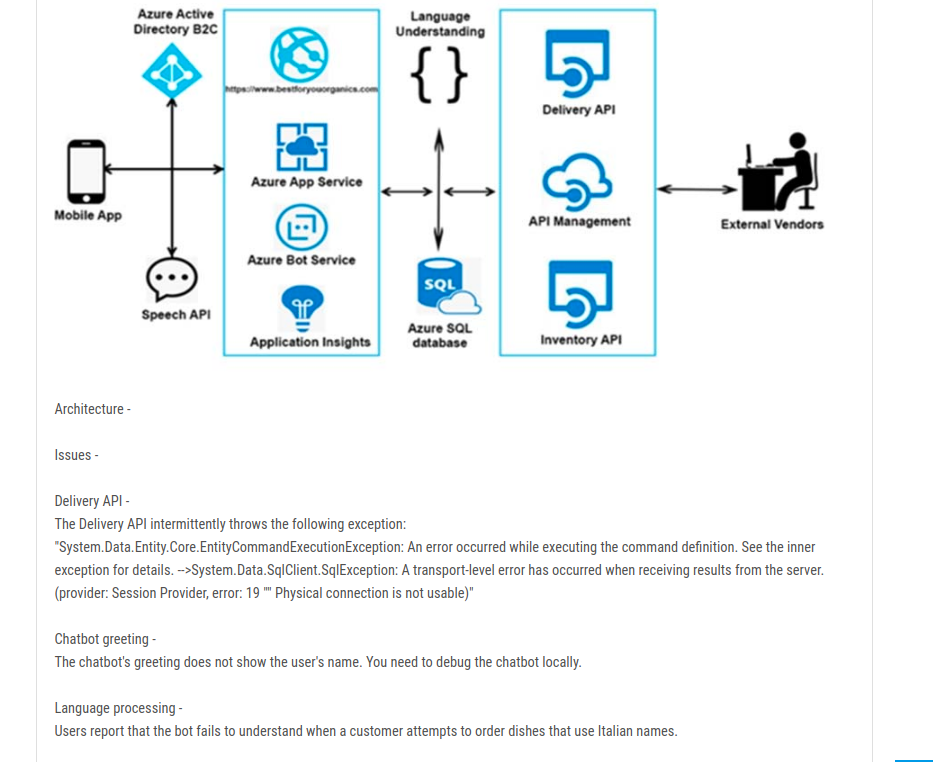 Azure Active
Directory B2C
Language
Understanding
https://www.bestforyouorganics.com
Delivery API
Azure App Service
Mobile App
API Management
External Vendors
Azure Bot Service
SQL
Speech API
Azure SQL
database
Application Insights
Inventory API
Architecture -
Issues -
Delivery API -
The Delivery API intermittently throws the following exception:
"System.Data.Entity.Core.EntityCommandExecutionException: An error occurred while executing the command definition. See the inner
exception for details. -->System.Data.SqlClient.SqlException: A transport-level error has occurred when receiving results from the server.
(provider: Session Provider, error: 19 "" Physical connection is not usable)"
Chatbot greeting -
The chatbot's greeting does not show the user's name. You need to debug the chatbot locally.
Language processing -
Users report that the bot fails to understand when a customer attempts to order dishes that use Italian names.